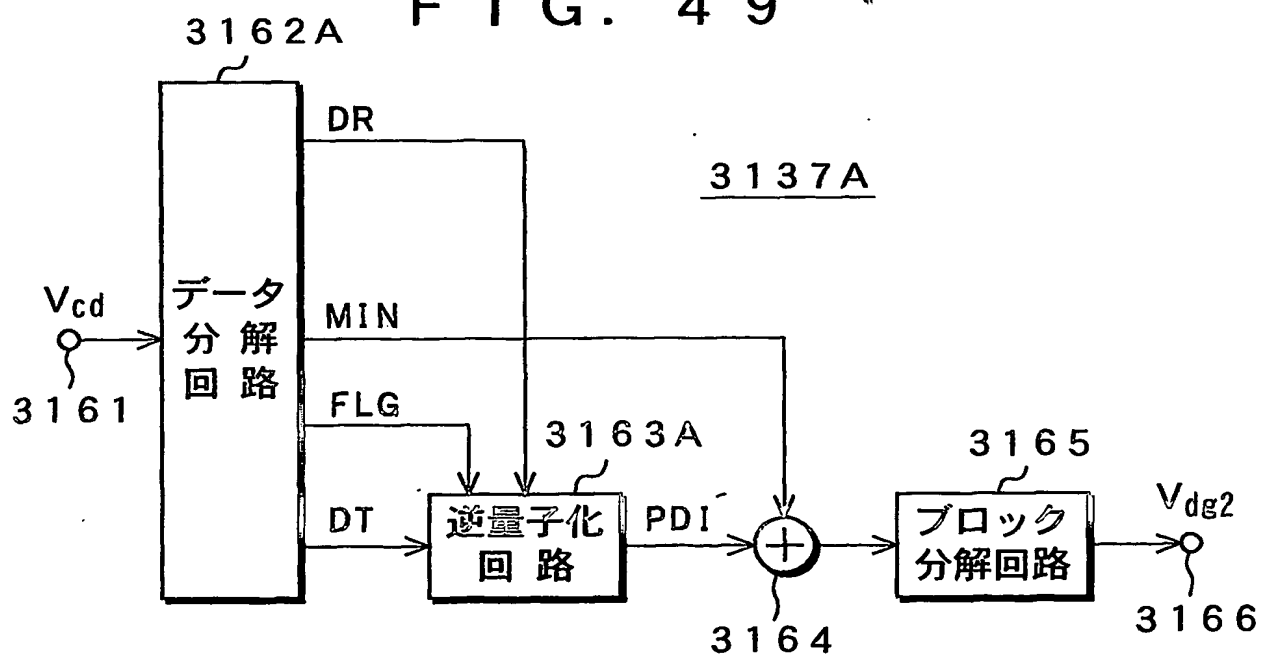 FIG. 49
3162A
DR
3137A
Vcd
データ
分解
回路
MIN
3161
FLG
3163A
3165
DT
逆量子化
回路
PDI
ブロック
分解回路
Vdg2
3164
3166